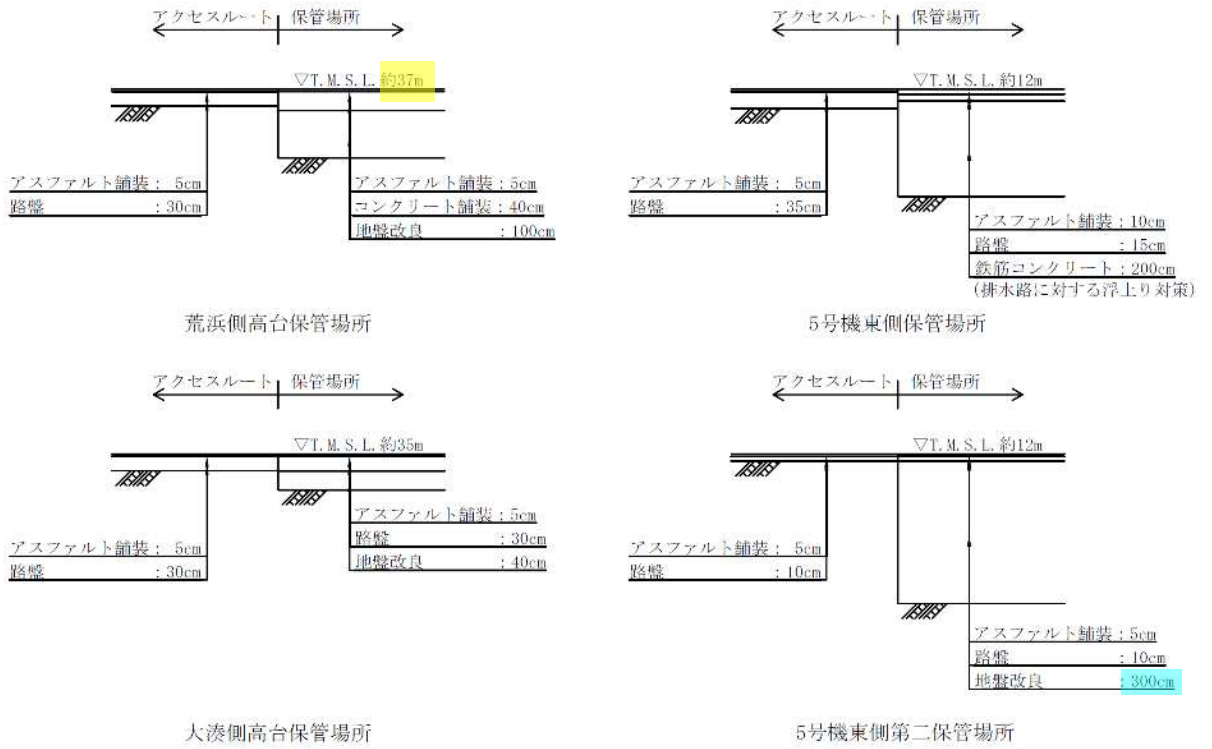 アクセスルート 保管場所
▽T.M.S.L.約37m
アスファルト舗装: 5cm
路盤 :30cm
アスファルト舗装:5cm
コンクリート舗装:40cm
地盤改良 :100cm
荒浜側高台保管場所
アクセスルート 保管場所
▽T.M.S.L.約12m
アスファルト舗装: 5cm
路盤 :35cm
アスファルト舗装:10cm
路盤 :15cm
鉄筋コンクリート:200cm
(排水路に対する浮上り対策)
5号機東側保管場所
アクセスルート 保管場所
▽T.M.S.L.約35m
アスファルト舗装: 5cm
路盤 :30cm
アスファルト舗装:5cm
路盤 :30cm
地盤改良 :40cm
大湊側高台保管場所
アクセスルート 保管場所
▽T.M.S.L.約12m
アスファルト舗装: 5cm
路盤 :10cm
アスファルト舗装:5cm
路盤 :10cm
地盤改良 :300cm
5号機東側第二保管場所